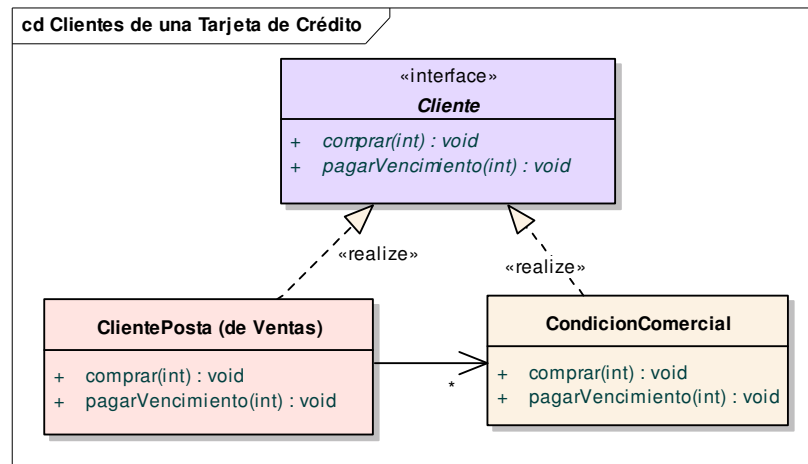 cd Clientes de una Tarjeta de Crédito
«interface»
Cliente
+ comprar(int) : void
+ pagarVencimiento(int) : void
«realize»
«realize»
ClientePosta (de Ventas)
+ comprar(int) : void
+ pagarVencimiento(int) : void
*
CondicionComercial
+ comprar(int) : void
+ pagarVencimiento(int) : void